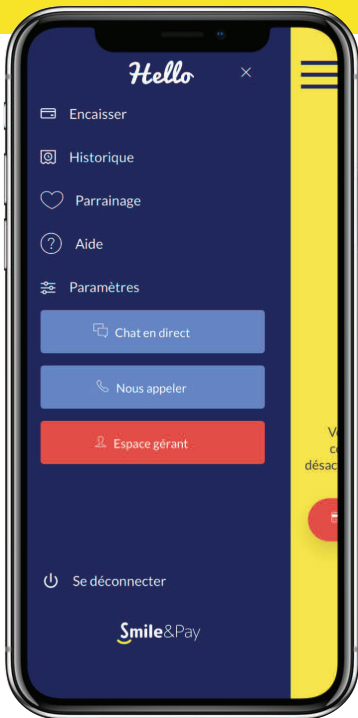 Hello
Encaisser
Historique
Parrainage
Aide
Paramètres
Chat en direct
Nous appeler
Espace gérant
Se déconnecter
Smile&Pay